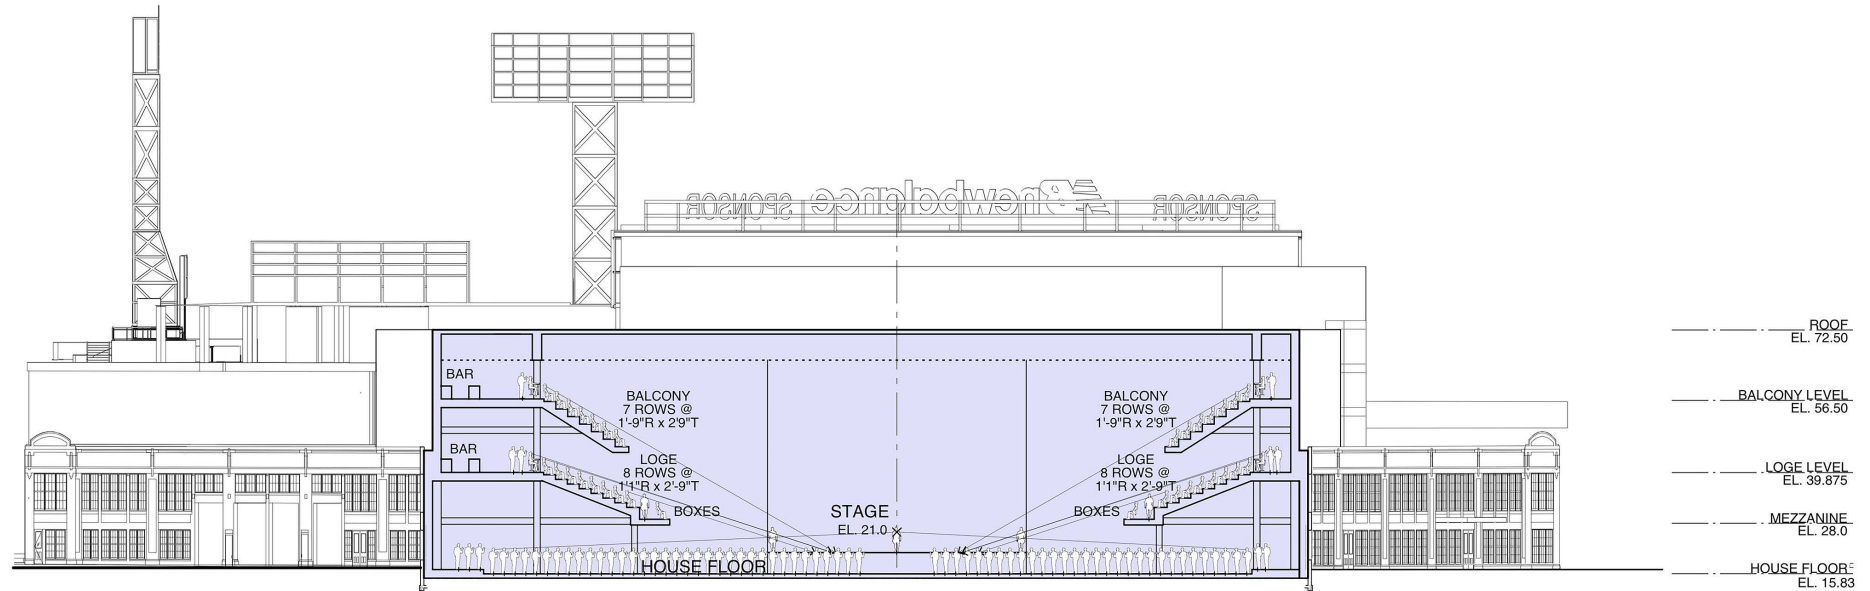 SPONSOR newbalance SPONSOR
ROOF
EL. 72.50
BAR
BALCONY
7 ROWS @
1'-9"R x 2'9"T
BALCONY
7 ROWS @
1'-9"R x 2'9"T
BALCONY LEVEL
EL. 56.50
BAR
LOGE
8 ROWS @
1'1"R x 2'-9"T
LOGE
8 ROWS @
1'1"R x 2'-9"T
LOGE LEVEL
EL. 39.875
BOXES
STAGE
EL. 21.0
BOXES
MEZZANINE
EL. 28.0
HOUSE FLOOR
HOUSE FLOOR
EL. 15.83